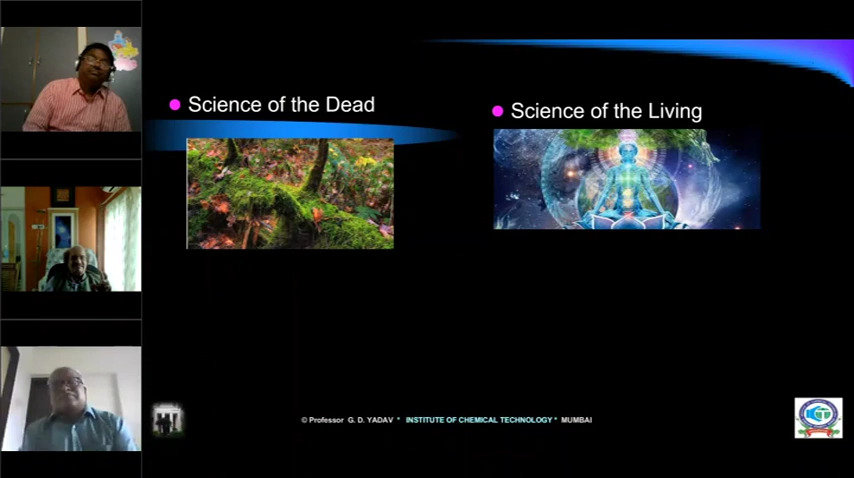 Science of the Dead
Science of the Living
© Professor G. D. YADAV * INSTITUTE OF CHEMICAL TECHNOLOGY * MUMBAI